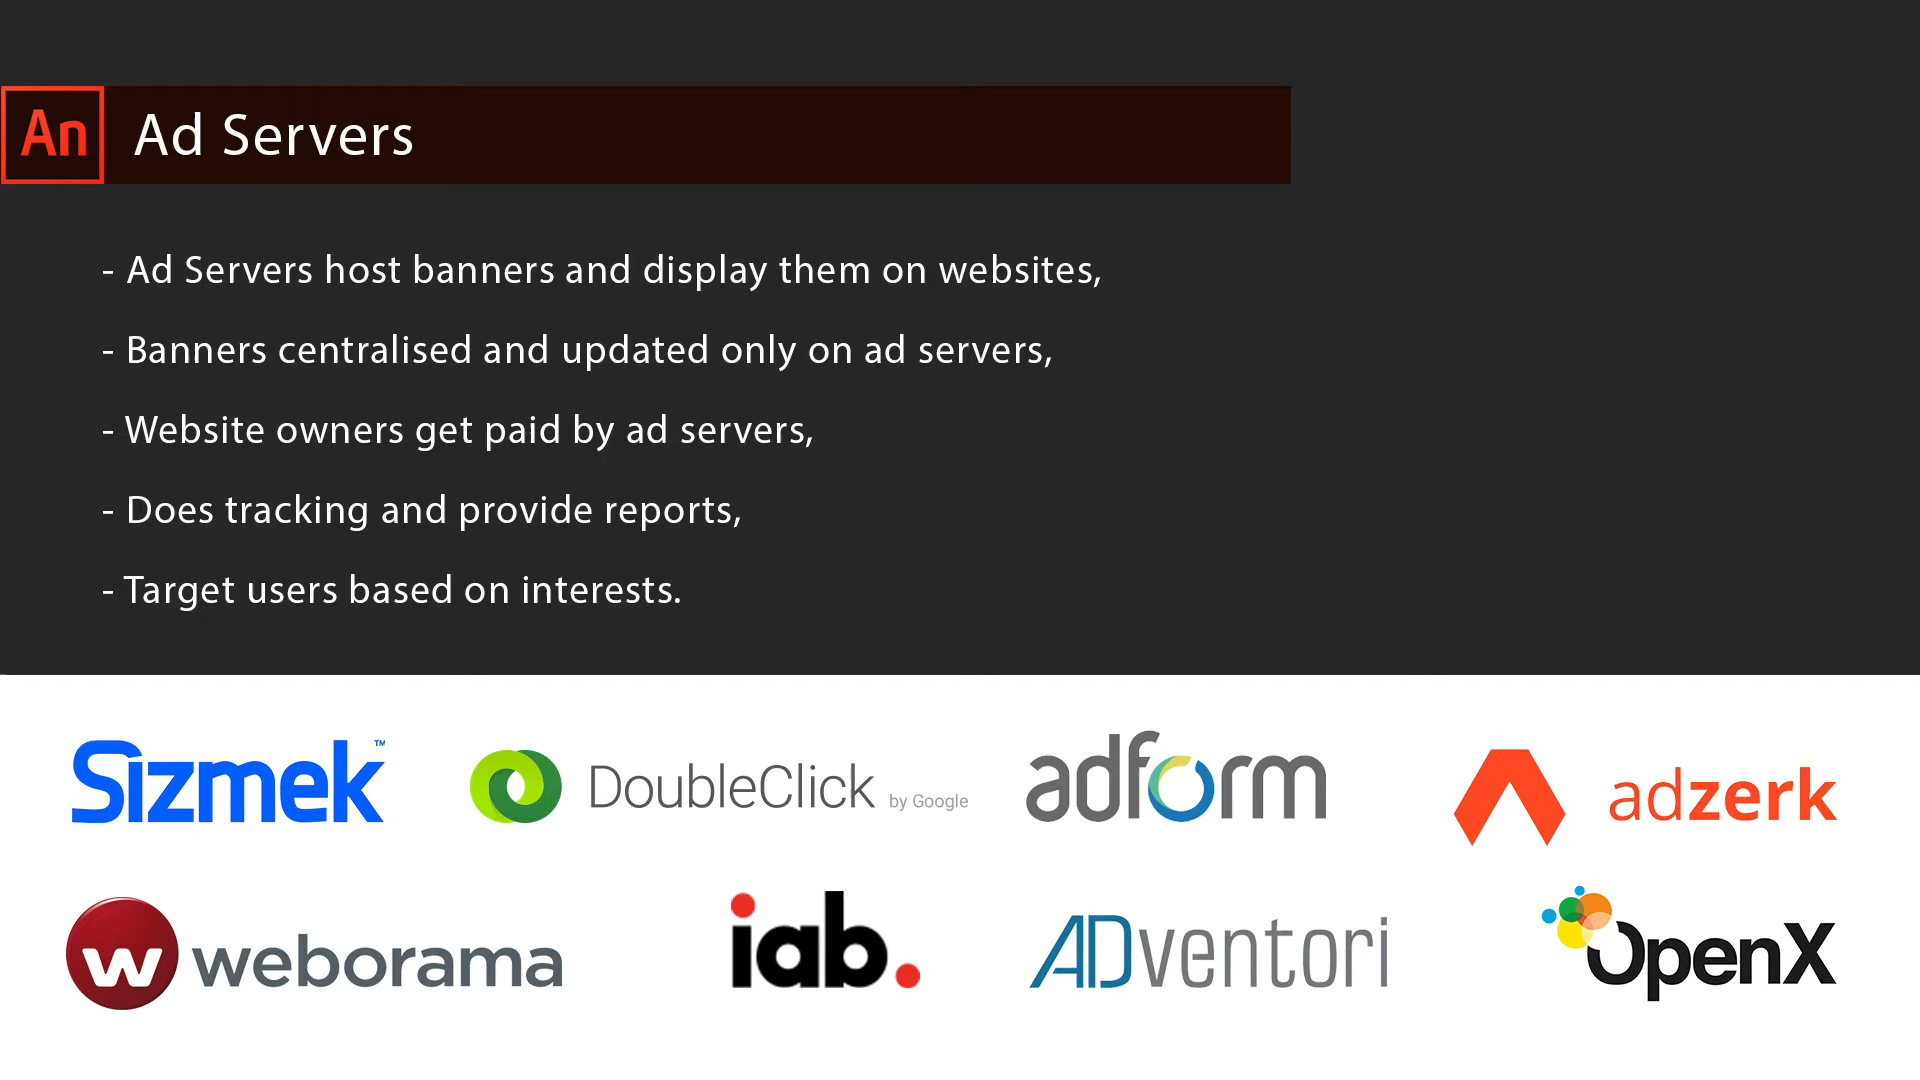 An
Ad Servers
- Ad Servers host banners and display them on websites,
- Banners centralised and updated only on ad servers,
- Website owners get paid by ad servers,
- Does tracking and provide reports,
- Target users based on interests.
Sizmek™
DoubleClick by Google
adform
adzerk
w weborama
iab.
ADventori
OpenX